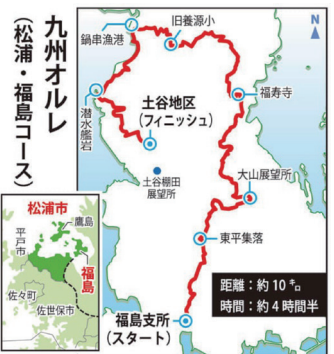 九州オルレ
（松浦・福島コース）
鍋串漁港
旧養源小
N
潜水艦岩
土谷地区
（フィニッシュ）
福寿寺
土谷棚田
展望所
大山展望所
東平集落
福島支所
（スタート）
距離：約10㌔
時間：約4時間半
松浦市
鷹島
平戸市
福島
佐々町
佐世保市